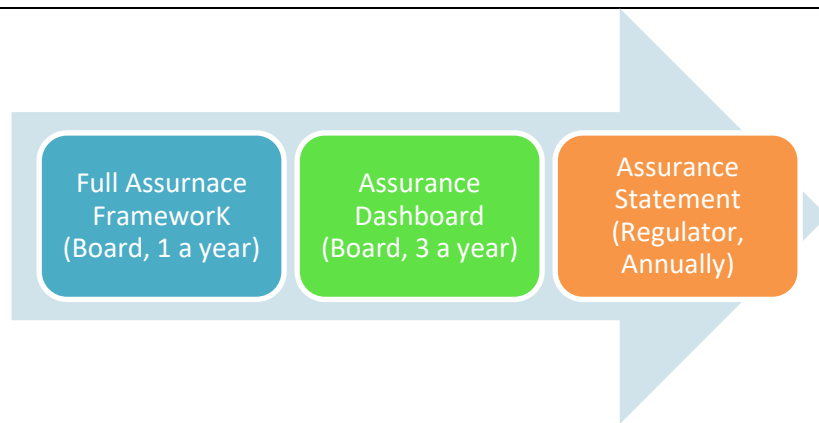 Full Assurnace
FrameworK
(Board, 1 a year)
Assurance
Dashboard
(Board, 3 a year)
Assurance
Statement
(Regulator,
Annually)